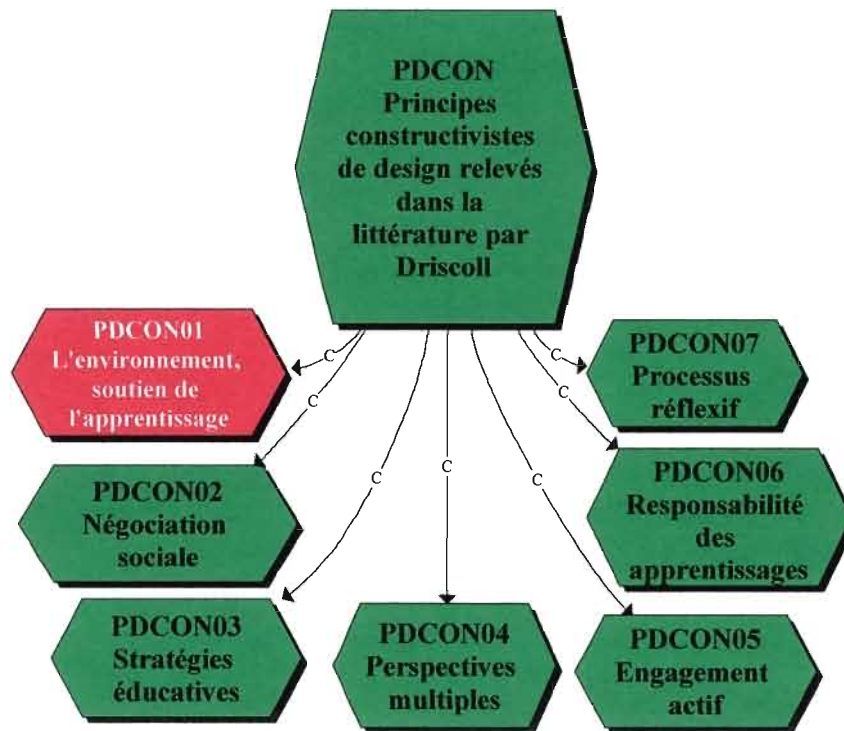 PDCON
Principes
constructivistes
de design relevés
dans la
littérature par
Driscoll
PDCON01
L'environnement,
soutien de
l'apprentissage
PDCON02
Négociation
sociale
PDCON03
Stratégies
éducatives
PDCON04
Perspectives
multiples
PDCON05
Engagement
actif
PDCON06
Responsabilité
des
apprentissages
PDCON07
Processus
réflexif
C
C
C
C
C
C
C